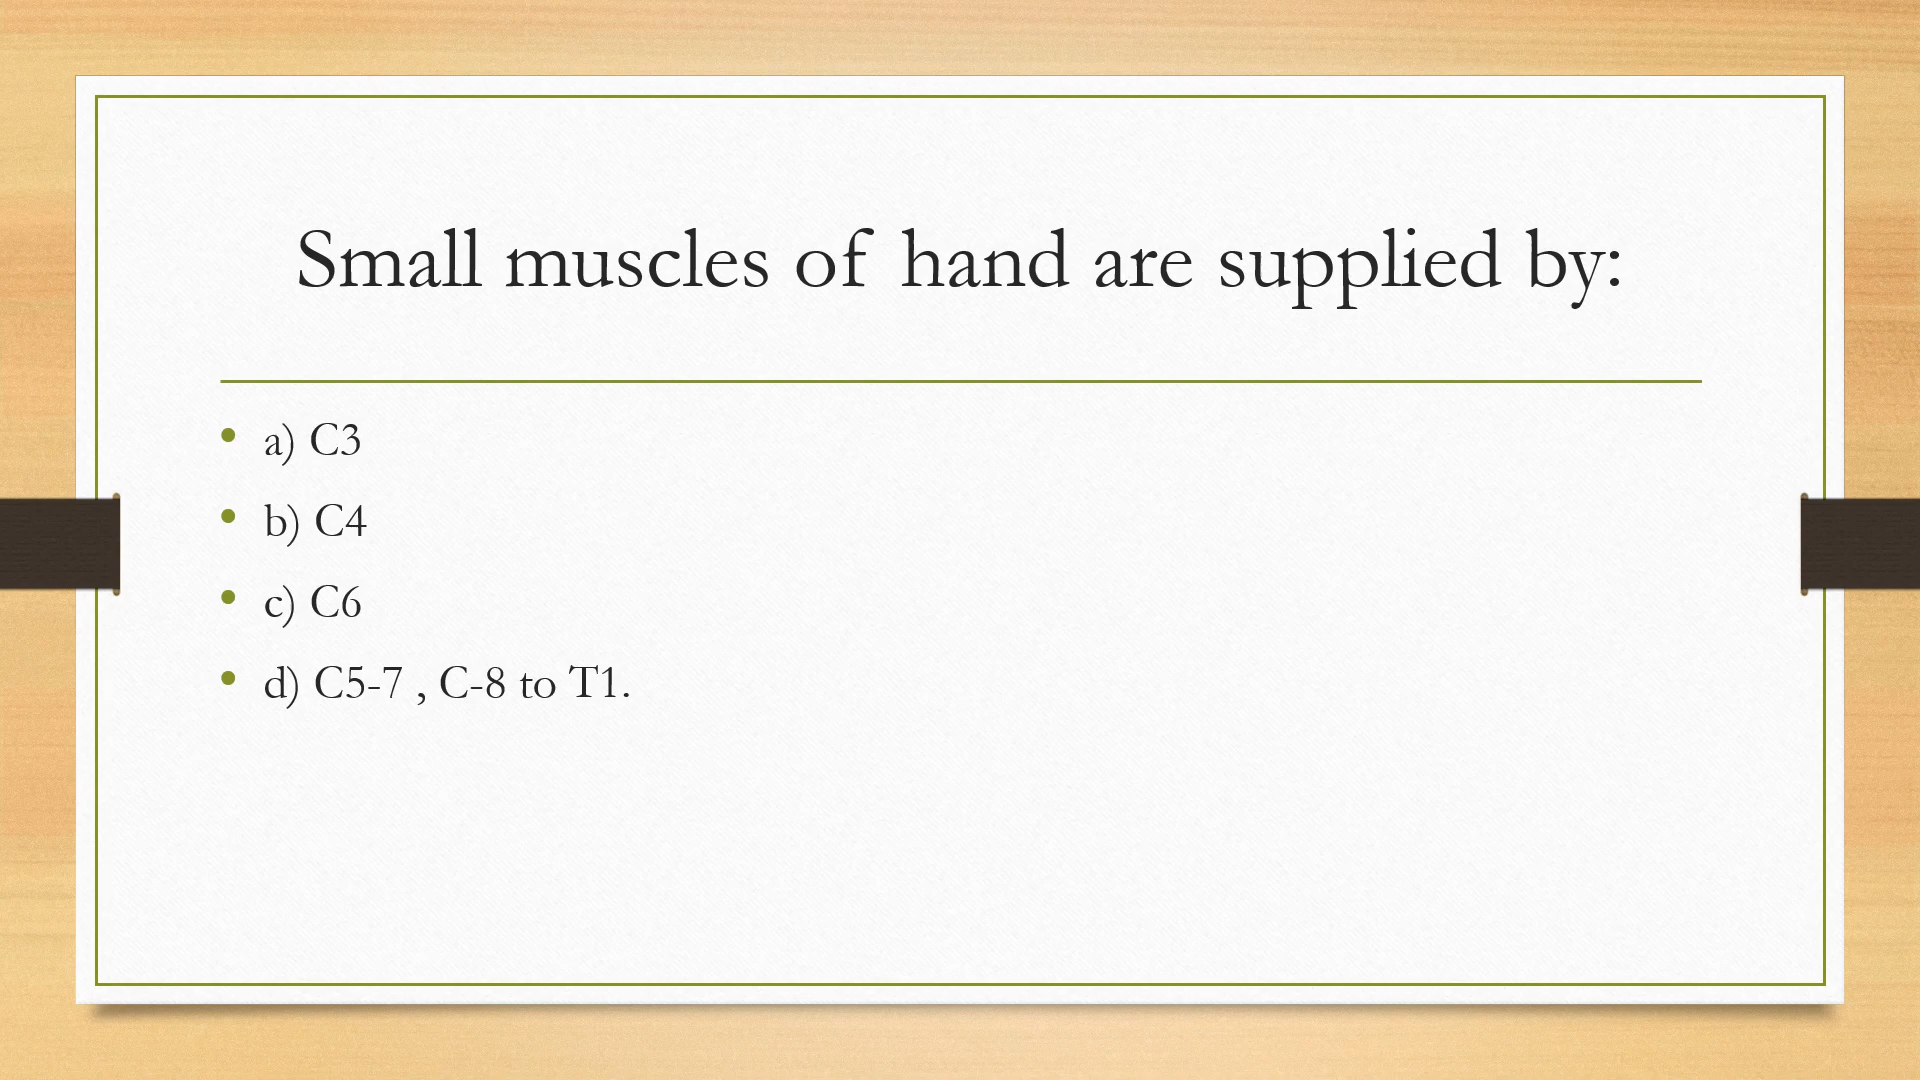 Small muscles of hand are supplied by:
• a) C3
• b) C4
• c) C6
• d) C5-7 , C-8 to T1.